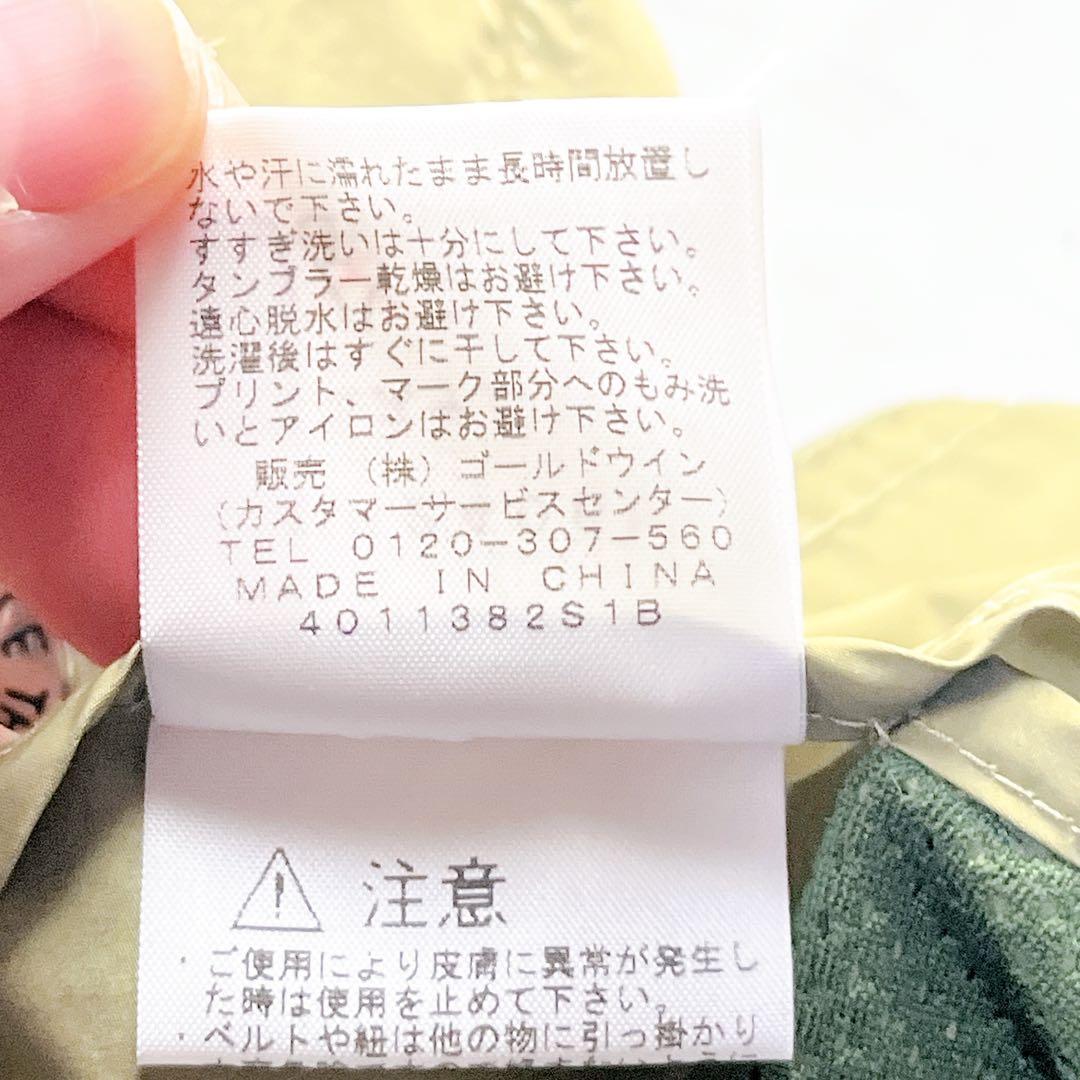 水や汗に濡れたまま長時間放置し
ないで下さい。
すすぎ洗いは十分にして下さい。
タンブラー乾燥はお避け下さい。
遠心脱水はお避け下さい。
洗濯後はすぐに干して下さい。
プリント、マーク部分へのもみ洗
いとアイロンはお避け下さい。
販売 (株) ゴールドウイン
(カスタマーサービスセンター)
TEL 0120-307-560
MADE IN CHINA
4011382S1B
注意
・ご使用により皮膚に異常が発生し
た時は使用を止めて下さい。
・ベルトや紐は他の物に引っ掛かり